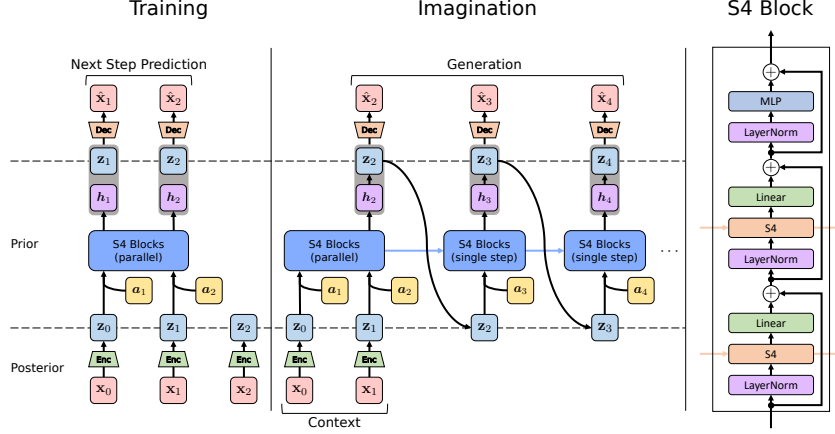 Training
Imagination
S4 Block
Next Step Prediction
Generation
x̂₁ x̂₂ x̂₂ x̂₃ x̂₄
Dec Dec Dec Dec Dec
z₁ z₂ z₂ z₃ z₄
h₁ h₂ h₂ h₃ h₄
Prior
S4 Blocks
(parallel)
S4 Blocks
(parallel)
S4 Blocks
(single step)
S4 Blocks
(single step)
...
a₁ a₂ a₁ a₂ a₃ a₄
z₀ z₁ z₂ z₀ z₁ z₂ z₃
Posterior
Enc Enc Enc Enc Enc
x₀ x₁ x₂ x₀ x₁
Context
+
MLP
LayerNorm
+
Linear
S4
LayerNorm
+
Linear
S4
LayerNorm